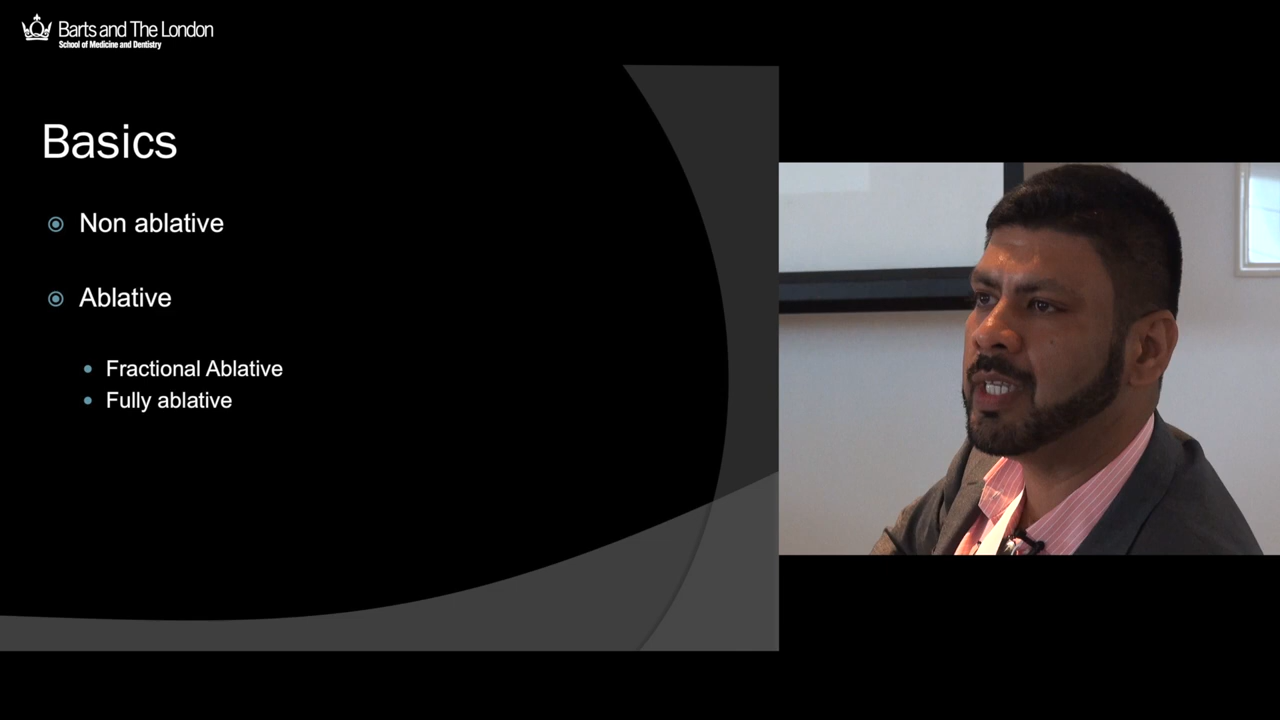 Barts and The London
School of Medicine and Dentistry
Basics
Non ablative
Ablative
Fractional Ablative
Fully ablative